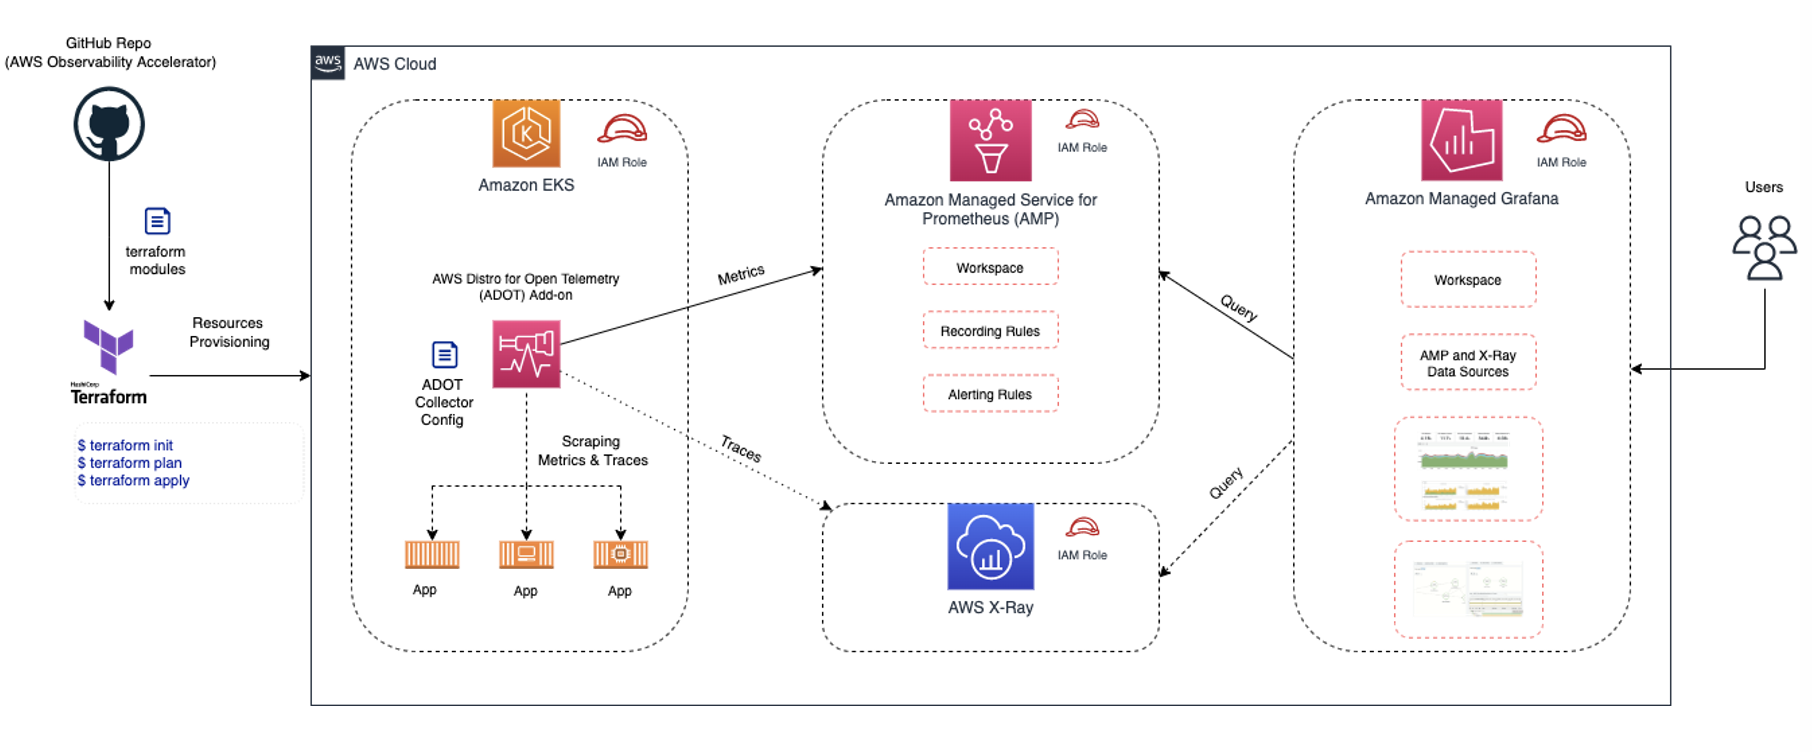 GitHub Repo
(AWS Observability Accelerator)
terraform
modules
HashiCorp
Terraform
$ terraform init
$ terraform plan
$ terraform apply
Resources
Provisioning
aws
AWS Cloud
Amazon EKS
IAM Role
AWS Distro for Open Telemetry
(ADOT) Add-on
ADOT
Collector
Config
Scraping
Metrics & Traces
App
App
App
Metrics
Traces
Amazon Managed Service for
Prometheus (AMP)
IAM Role
Workspace
Recording Rules
Alerting Rules
AWS X-Ray
IAM Role
Query
Query
Amazon Managed Grafana
IAM Role
Workspace
AMP and X-Ray
Data Sources
Users